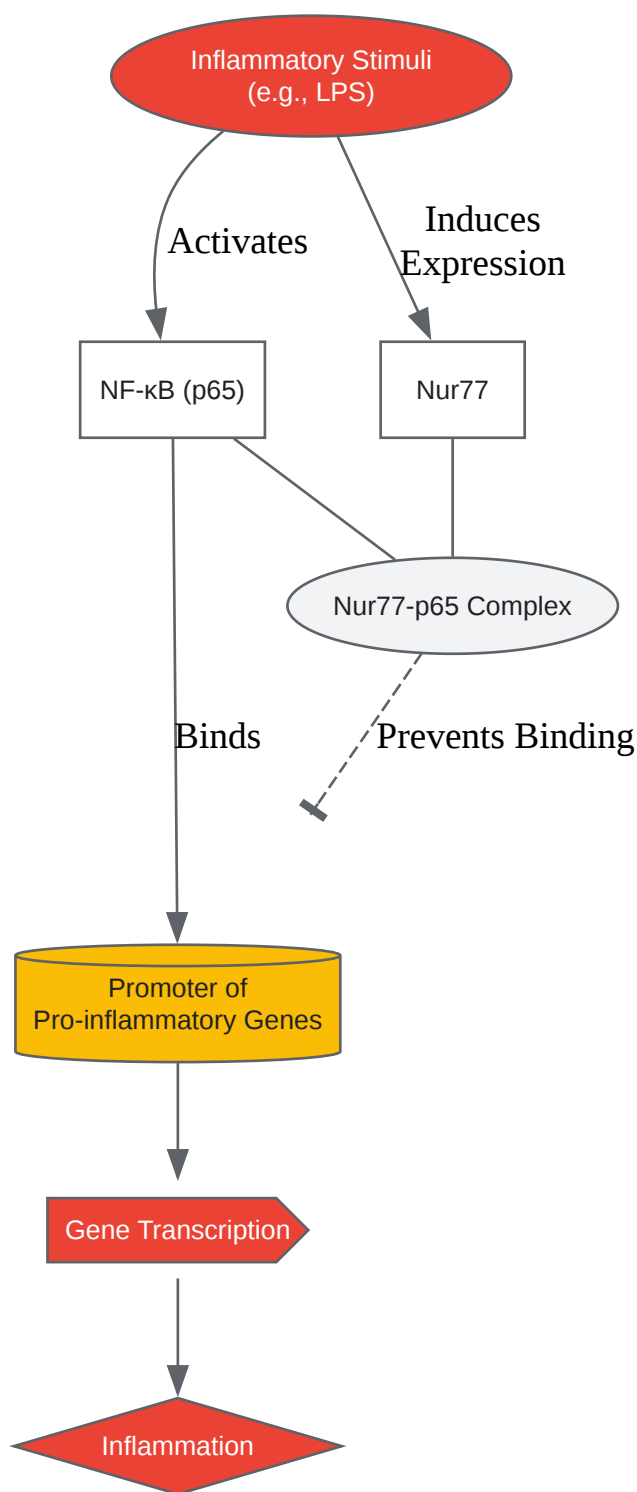 Inflammatory Stimuli
(e.g., LPS)
Activates
Induces
Expression
NF-κB (p65)
Nur77
Nur77-p65 Complex
Binds
Prevents Binding
Promoter of
Pro-inflammatory Genes
Gene Transcription
Inflammation